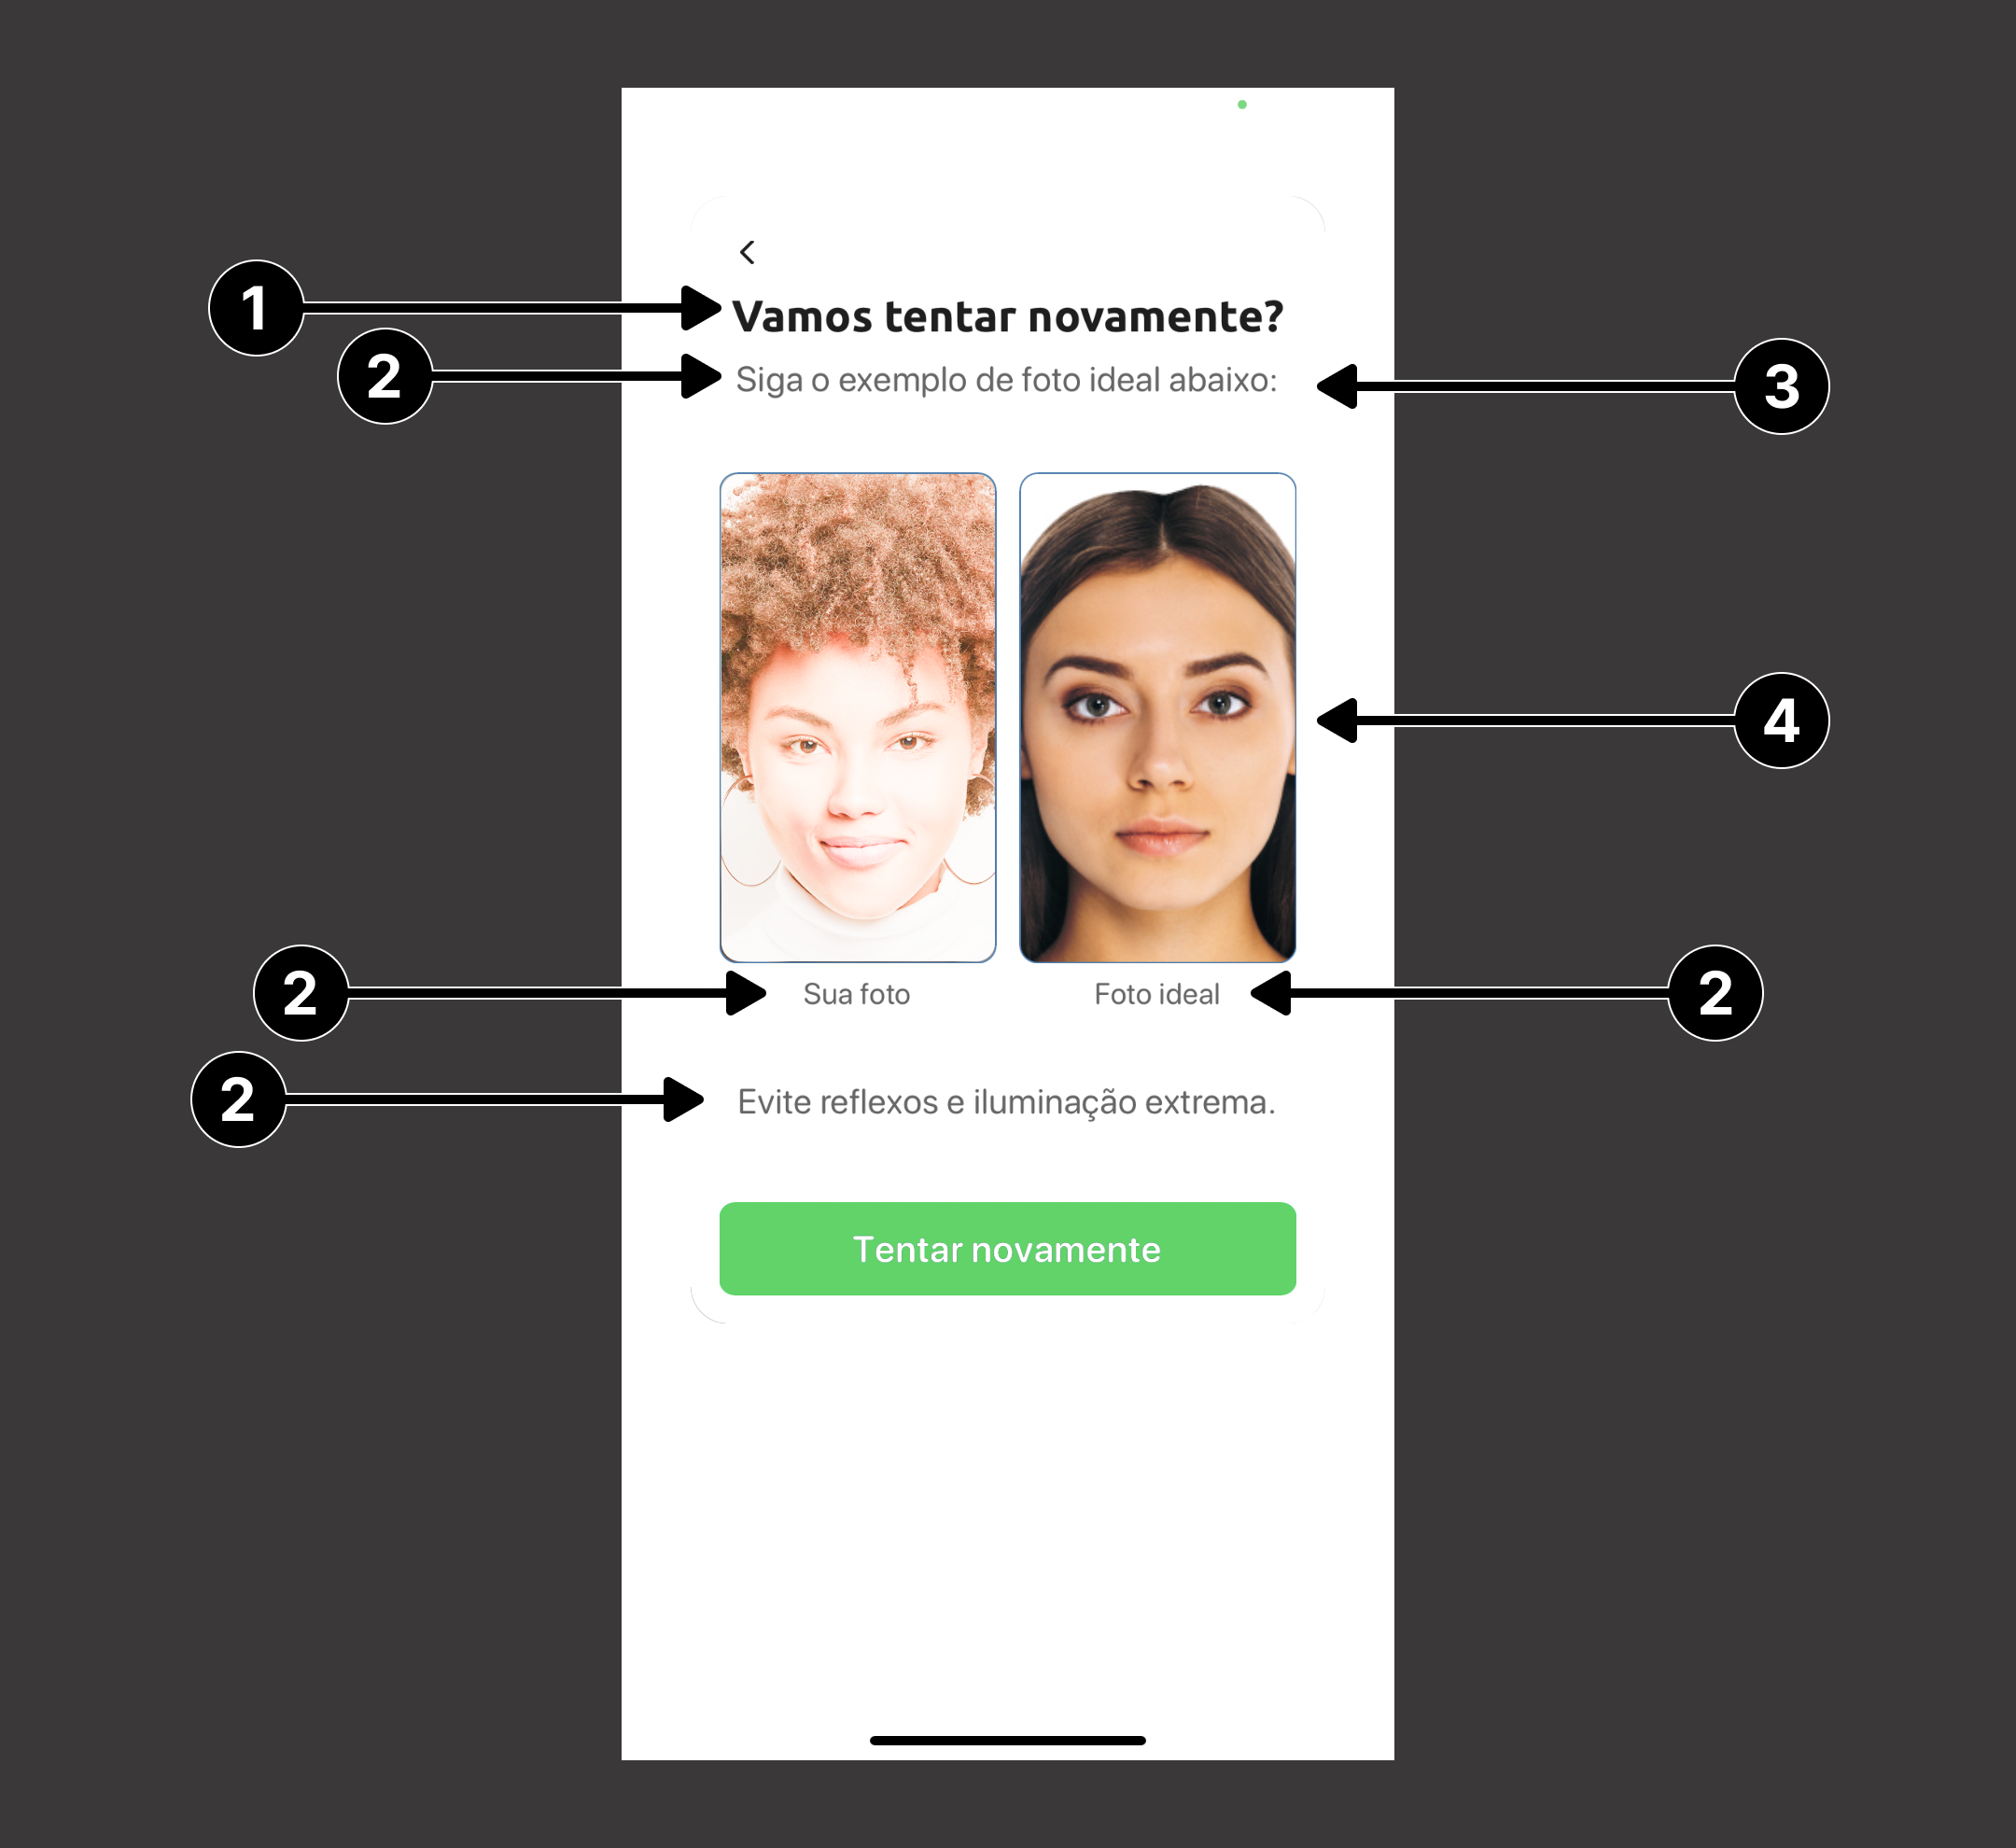 1
Vamos tentar novamente?
2
Siga o exemplo de foto ideal abaixo:
3
4
2
Sua foto
Foto ideal
2
2
Evite reflexos e iluminação extrema.
Tentar novamente